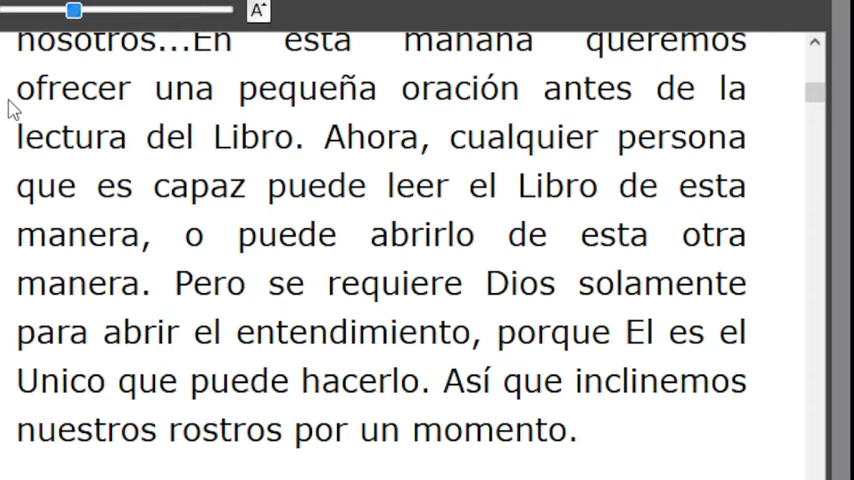 A
nosotros...En esta mañana queremos
ofrecer una pequeña oración antes de la
lectura del Libro. Ahora, cualquier persona
que es capaz puede leer el Libro de esta
manera, o puede abrirlo de esta otra
manera. Pero se requiere Dios solamente
para abrir el entendimiento, porque El es el
Unico que puede hacerlo. Así que inclinemos
nuestros rostros por un momento.